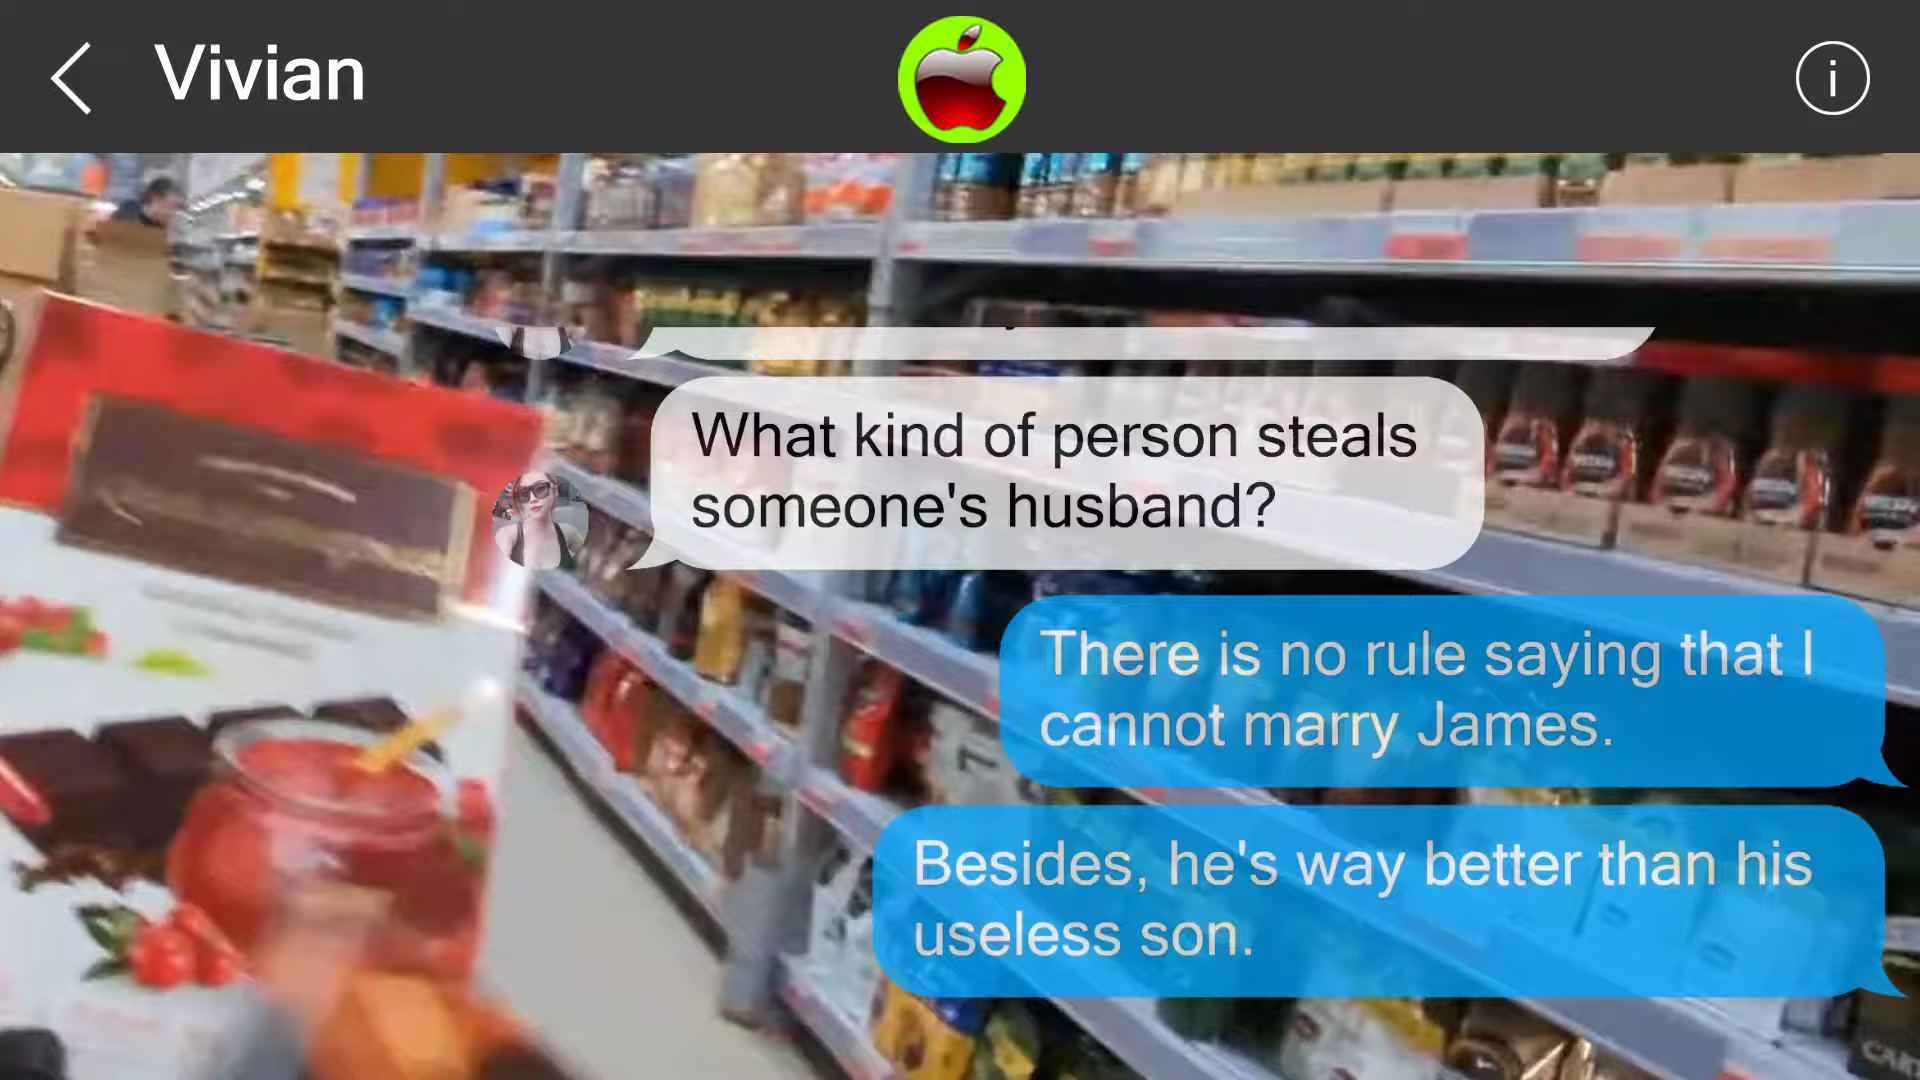 Vivian
What kind of person steals
someone's husband?
There is no rule saying that I
cannot marry James.
Besides, he's way better than his
useless son.